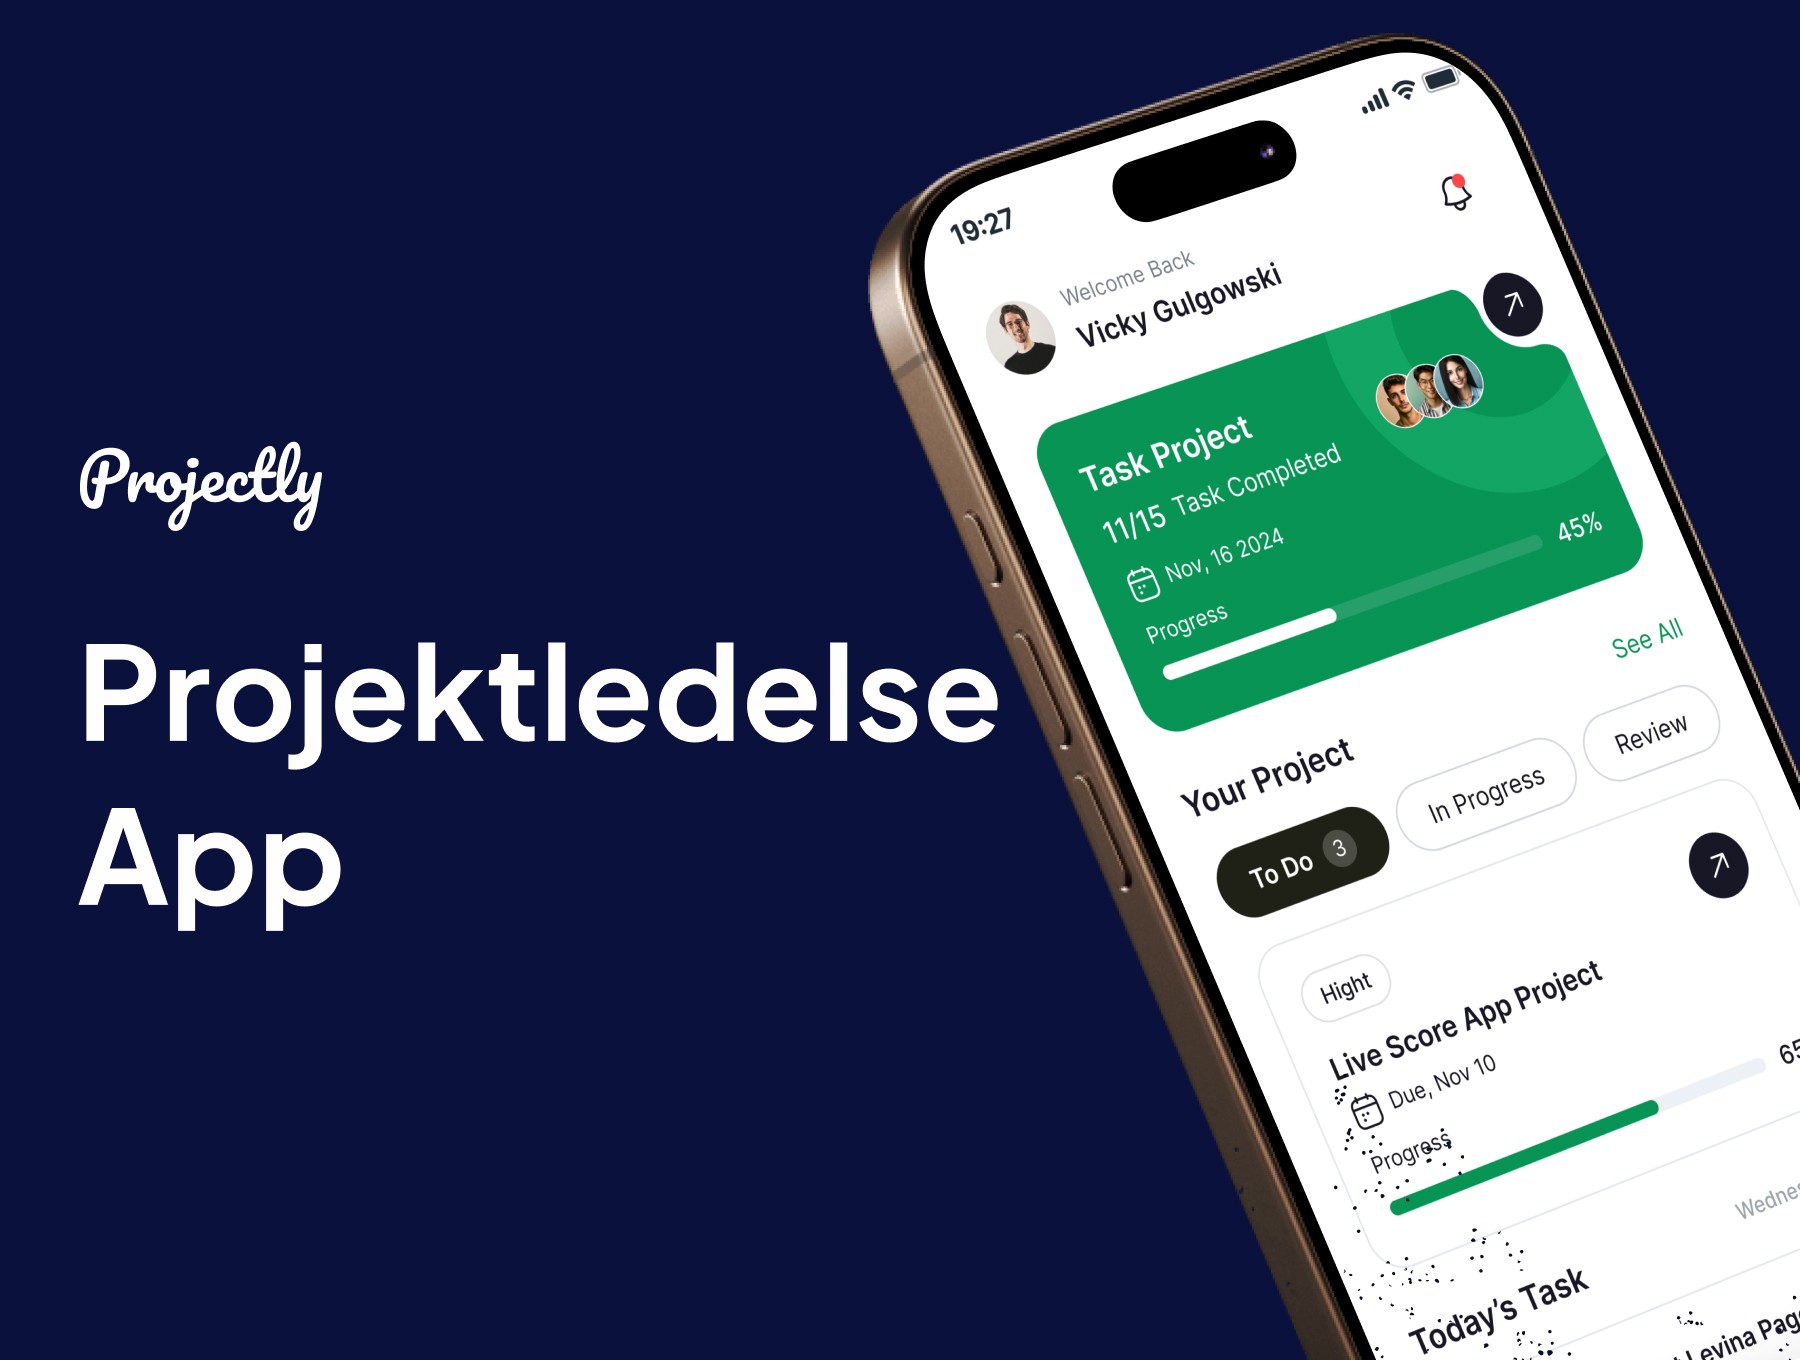 Projectly
Projektledelse
App
19:27
Welcome Back
Vicky Gulgowski
Task Project
11/15 Task Completed
Nov, 16 2024
Progress
45%
See All
Your Project
To Do 3
In Progress
Review
Hight
Live Score App Project
Due, Nov 10
Progress
Today's Task
Levina